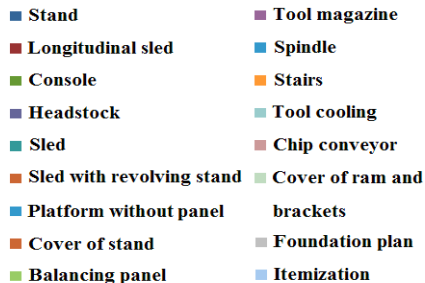 Stand
Longitudinal sled
Console
Headstock
Sled
Sled with revolving stand
Platform without panel
Cover of stand
Balancing panel
Tool magazine
Spindle
Stairs
Tool cooling
Chip conveyor
Cover of ram and
brackets
Foundation plan
Itemization